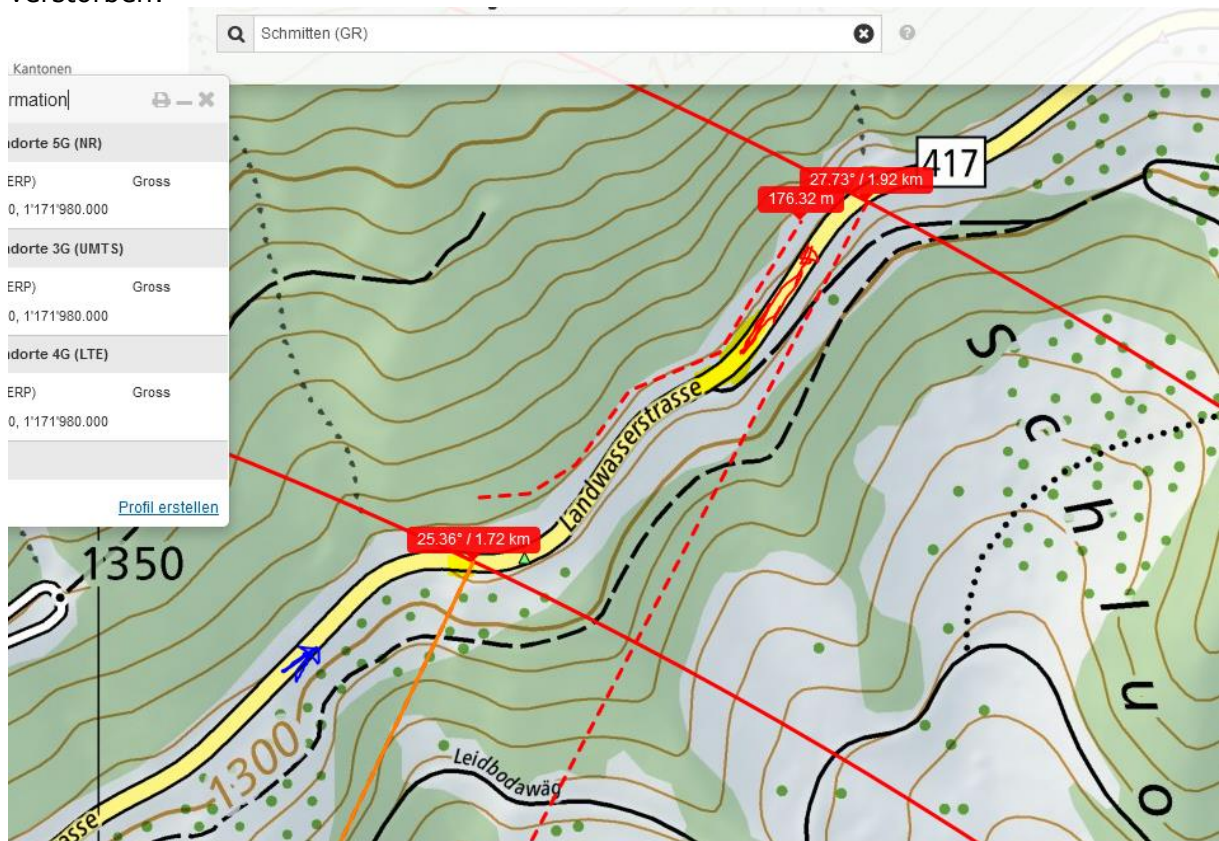 Schmitten (GR)
Kantonen
rmation
ndorte 5G (NR)
ERP) Gross
0, 1'171'980.000
ndorte 3G (UMTS)
ERP) Gross
0, 1'171'980.000
ndorte 4G (LTE)
ERP) Gross
0, 1'171'980.000
Profil erstellen
417
27.73° / 1.92 km
176.32 m
Landwasserstrasse
25.36° / 1.72 km
1350
1300
Leidbodawäg
asse
Schluo